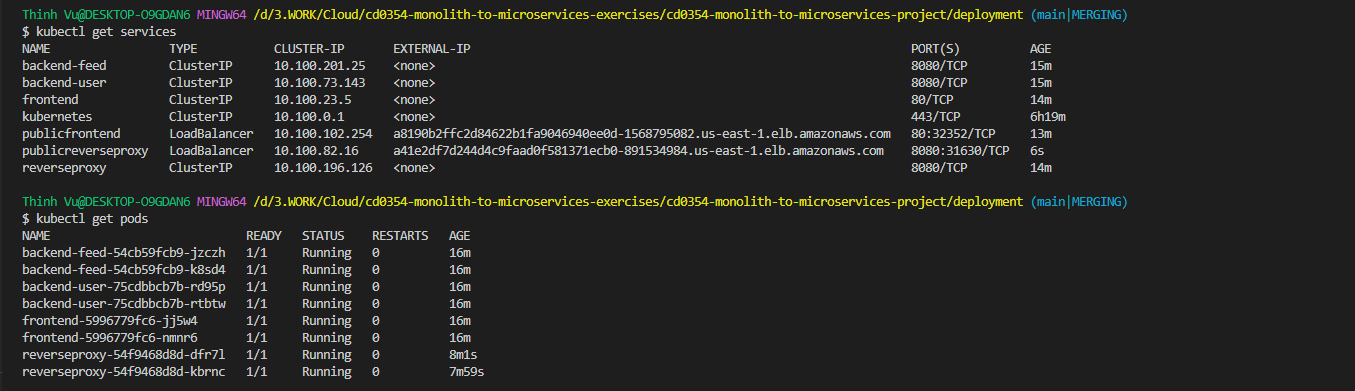 Thinh Vu@DESKTOP-O9GDAN6 MINGW64 /d/3.WORK/Cloud/cd0354-monolith-to-microservices-exercises/cd0354-monolith-to-microservices-project/deployment (main|MERGING)
$ kubectl get services
NAME TYPE CLUSTER-IP EXTERNAL-IP PORT(S) AGE
backend-feed ClusterIP 10.100.201.25 <none> 8080/TCP 15m
backend-user ClusterIP 10.100.73.143 <none> 8080/TCP 15m
frontend ClusterIP 10.100.23.5 <none> 80/TCP 14m
kubernetes ClusterIP 10.100.0.1 <none> 443/TCP 6h19m
publicfrontend LoadBalancer 10.100.102.254 a8190b2ffc2d84622b1fa9046940ee0d-1568795082.us-east-1.elb.amazonaws.com 80:32352/TCP 13m
publicreverseproxy LoadBalancer 10.100.82.16 a41e2df7d244d4c9faad0f581371ecb0-891534984.us-east-1.elb.amazonaws.com 8080:31630/TCP 6s
reverseproxy ClusterIP 10.100.196.126 <none> 8080/TCP 14m
Thinh Vu@DESKTOP-O9GDAN6 MINGW64 /d/3.WORK/Cloud/cd0354-monolith-to-microservices-exercises/cd0354-monolith-to-microservices-project/deployment (main|MERGING)
$ kubectl get pods
NAME READY STATUS RESTARTS AGE
backend-feed-54cb59fcb9-jzczh 1/1 Running 0 16m
backend-feed-54cb59fcb9-k8sd4 1/1 Running 0 16m
backend-user-75cdbbcb7b-rd95p 1/1 Running 0 16m
backend-user-75cdbbcb7b-rtbtw 1/1 Running 0 16m
frontend-5996779fc6-jj5w4 1/1 Running 0 16m
frontend-5996779fc6-nmnr6 1/1 Running 0 16m
reverseproxy-54f9468d8d-dfr7l 1/1 Running 0 8m1s
reverseproxy-54f9468d8d-kbrnc 1/1 Running 0 7m59s